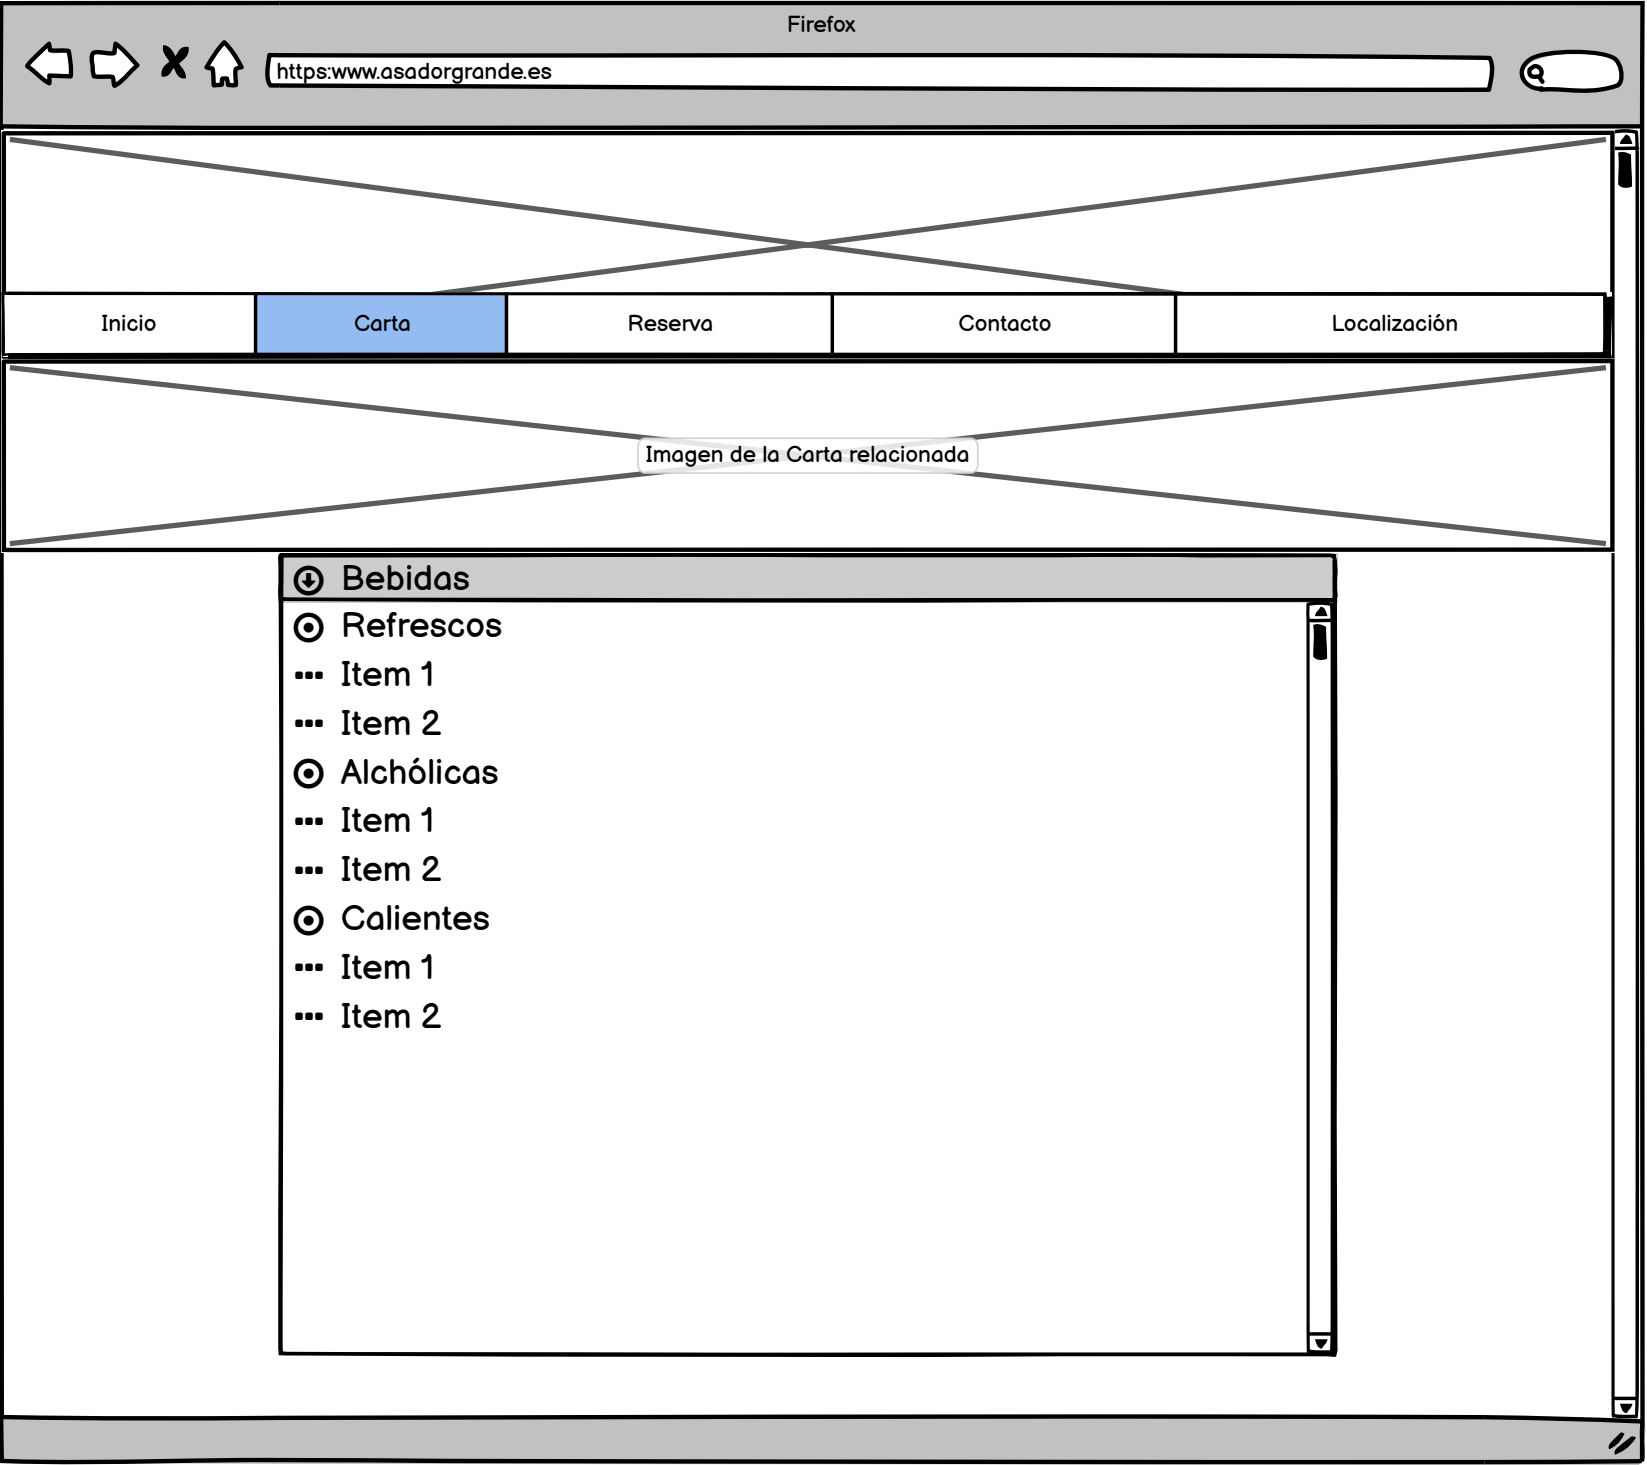 Firefox
https:www.asadorgrande.es
Inicio Carta Reserva Contacto Localización
Imagen de la Carta relacionada
Bebidas
Refrescos
Item 1
Item 2
Alchólicas
Item 1
Item 2
Calientes
Item 1
Item 2